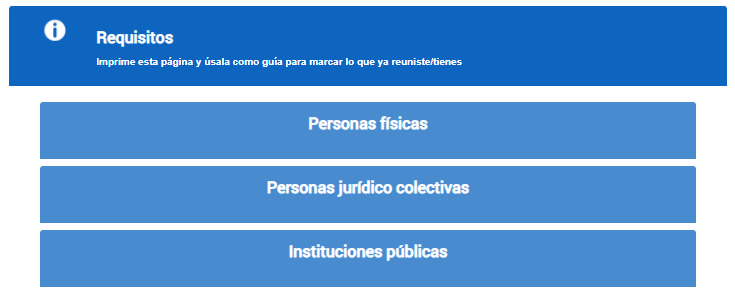 Requisitos
Imprime esta página y úsala como guía para marcar lo que ya reuniste/tienes
Personas físicas
Personas jurídico colectivas
Instituciones públicas